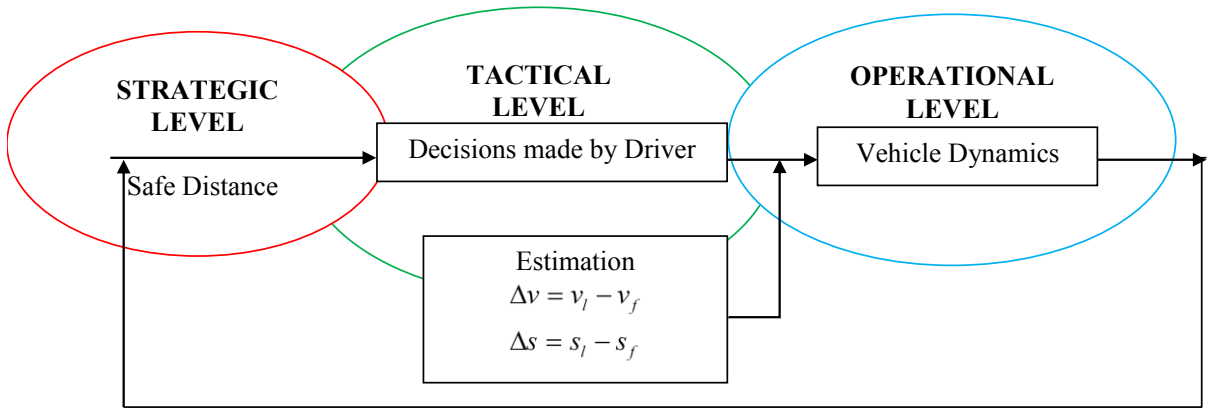 STRATEGIC
LEVEL
TACTICAL
LEVEL
OPERATIONAL
LEVEL
Safe Distance
Decisions made by Driver
Vehicle Dynamics
Estimation
Δv = v_l − v_f
Δs = s_l − s_f